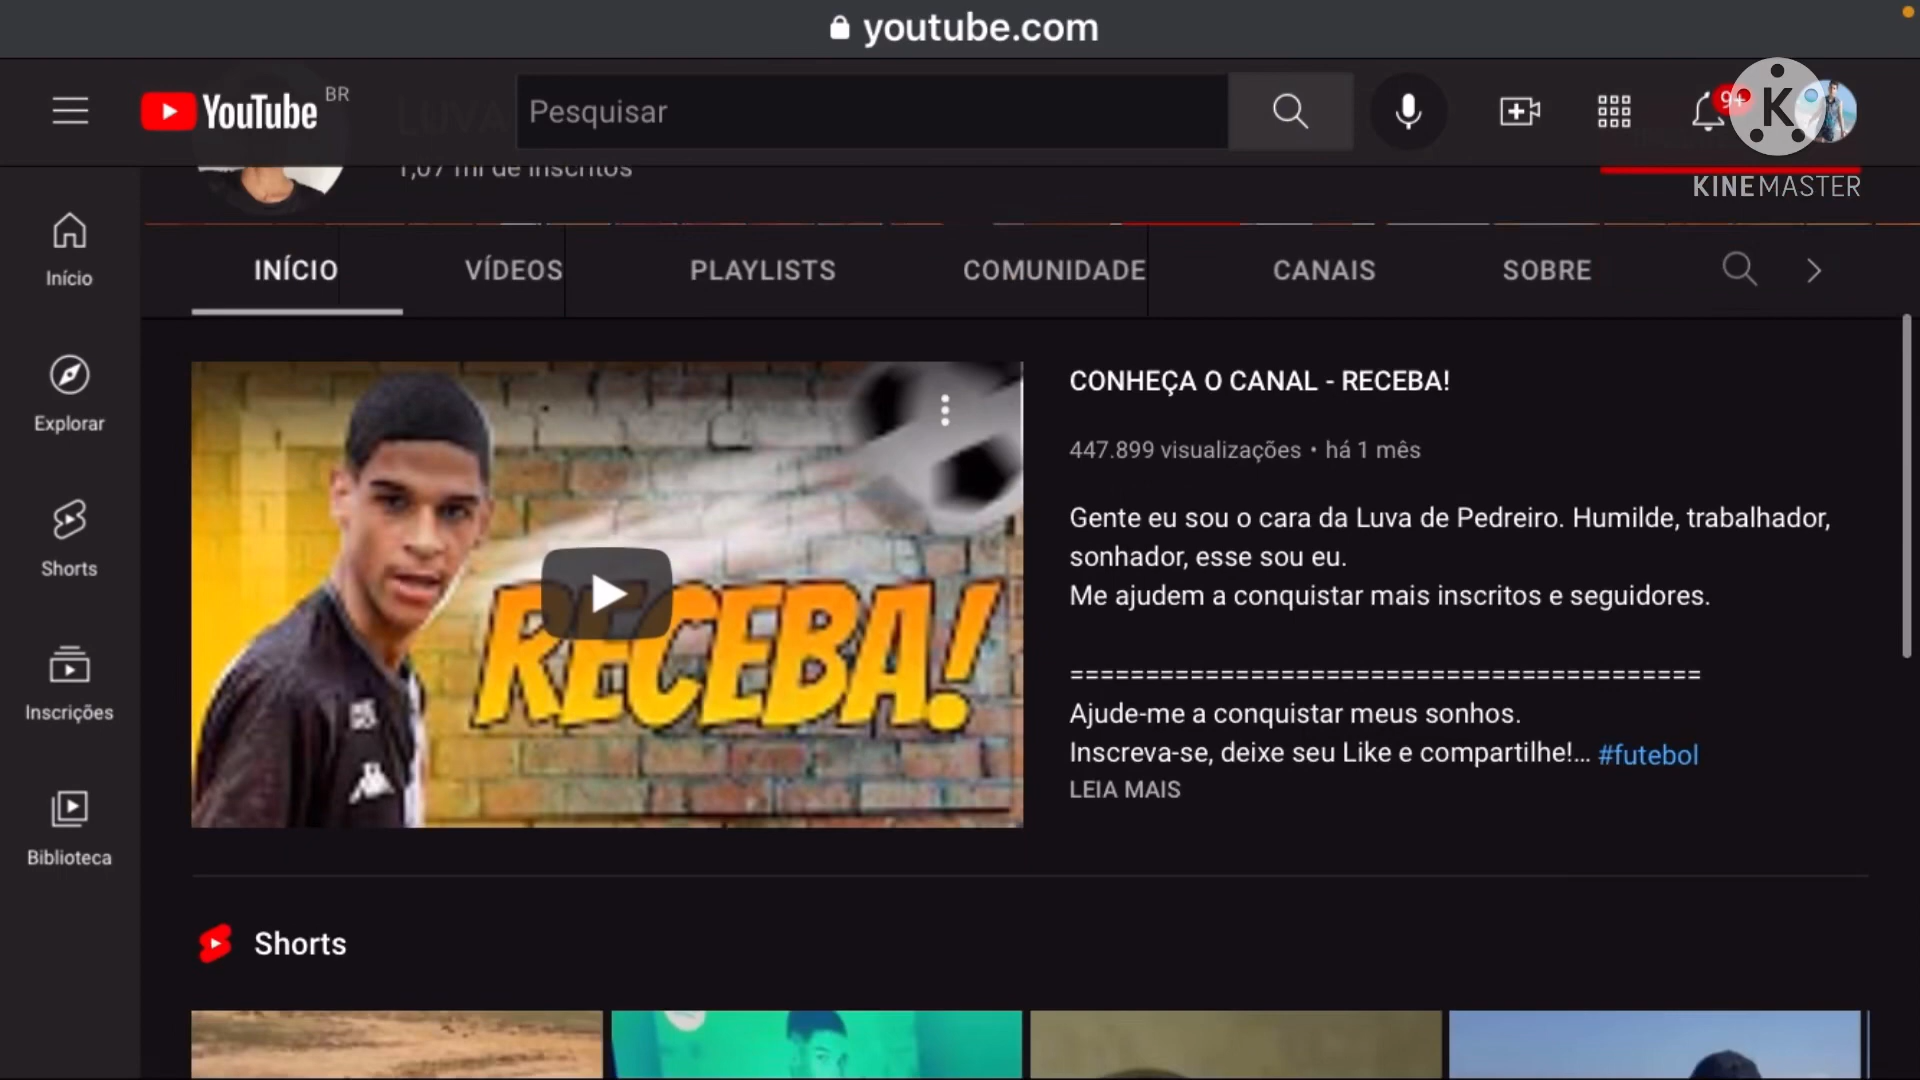 youtube.com
YouTube BR
LUVA
Pesquisar
9+
K
KINEMASTER
1,07 mi de inscritos
Início
Explorar
Shorts
Inscrições
Biblioteca
INÍCIO VÍDEOS PLAYLISTS COMUNIDADE CANAIS SOBRE
RECEBA!
CONHEÇA O CANAL - RECEBA!
447.899 visualizações • há 1 mês
Gente eu sou o cara da Luva de Pedreiro. Humilde, trabalhador,
sonhador, esse sou eu.
Me ajudem a conquistar mais inscritos e seguidores.
==========================================
Ajude-me a conquistar meus sonhos.
Inscreva-se, deixe seu Like e compartilhe!... #futebol
LEIA MAIS
Shorts